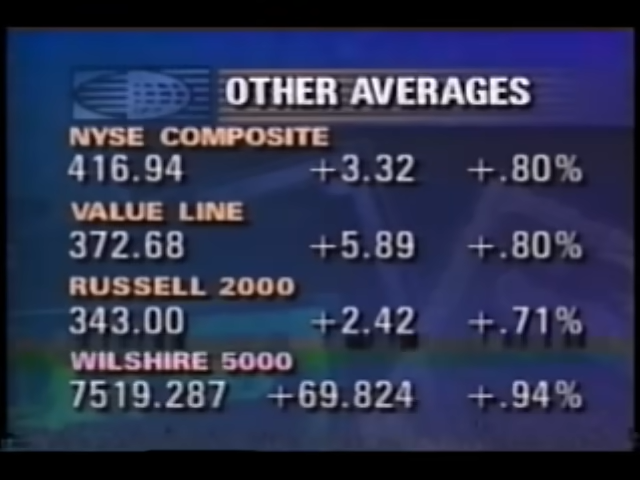 OTHER AVERAGES
NYSE COMPOSITE
416.94 +3.32 +.80%
VALUE LINE
372.68 +5.89 +.80%
RUSSELL 2000
343.00 +2.42 +.71%
WILSHIRE 5000
7519.287 +69.824 +.94%